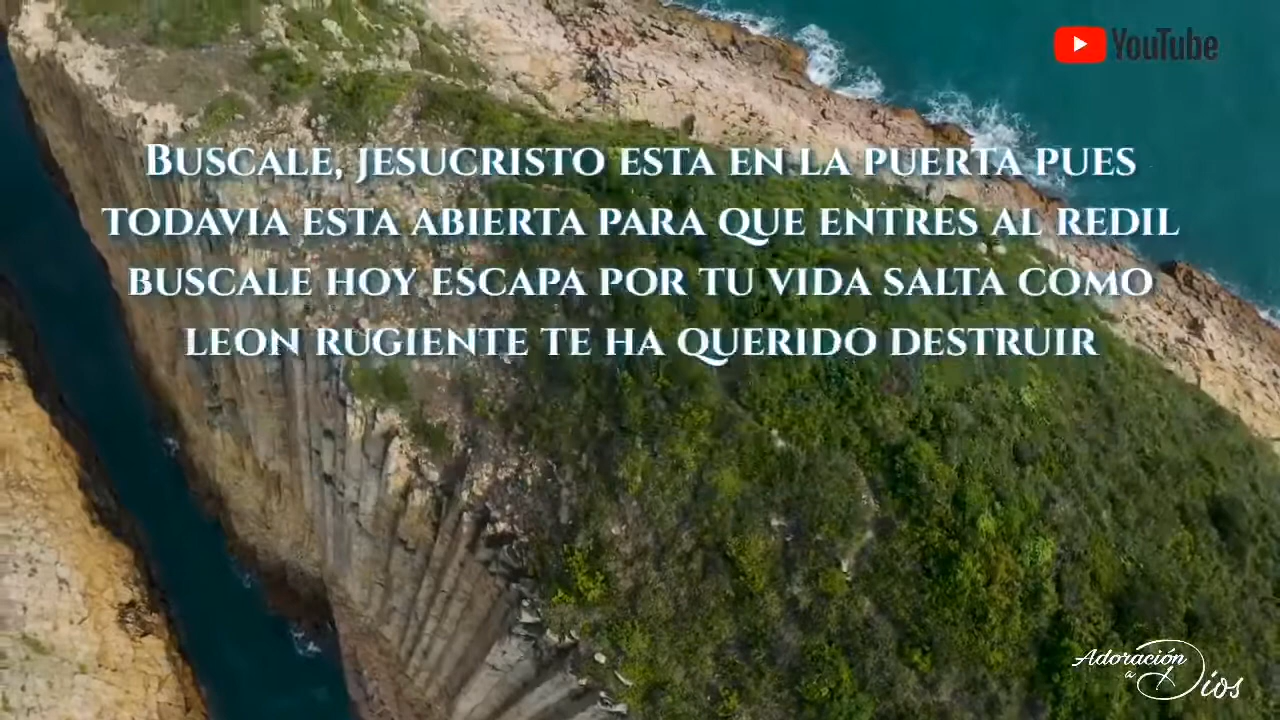 YouTube
BUSCALE, JESUCRISTO ESTA EN LA PUERTA PUES
TODAVIA ESTA ABIERTA PARA QUE ENTRES AL REDIL
BUSCALE HOY ESCAPA POR TU VIDA SALTA COMO
LEON RUGIENTE TE HA QUERIDO DESTRUIR
Adoración
a Dios